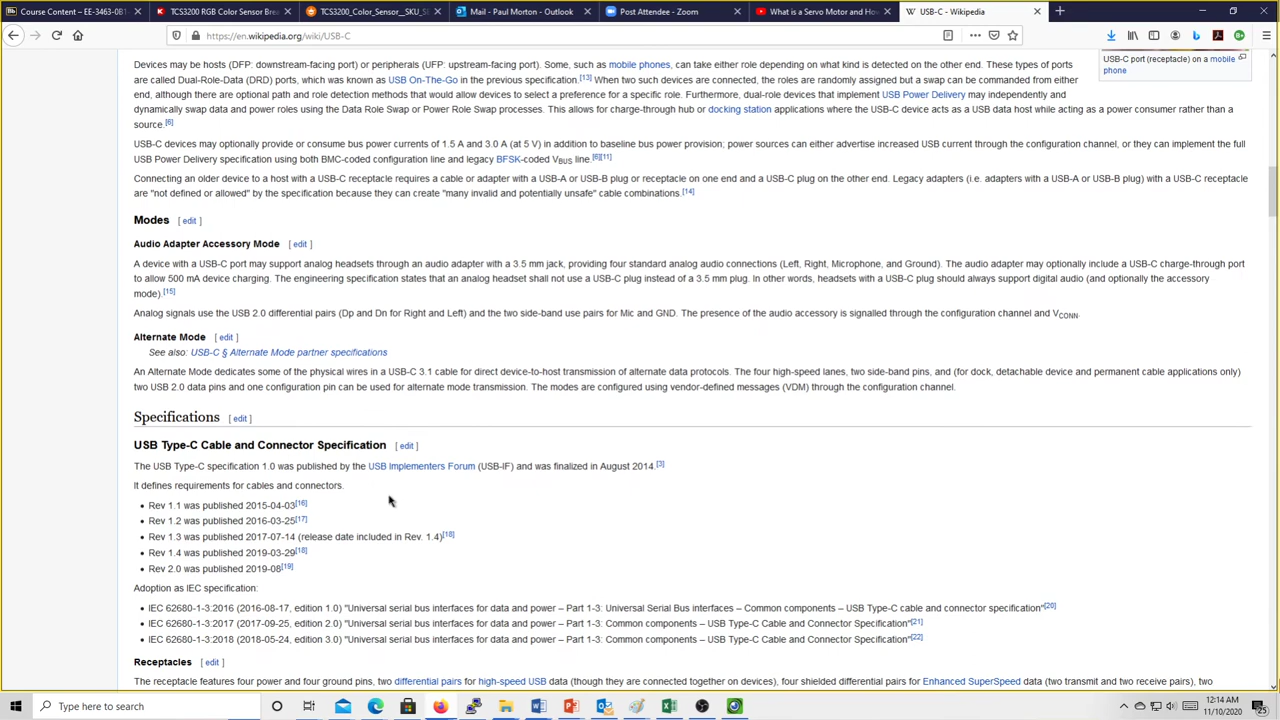 Course Content – EE-3463-0B1
TCS3200 RGB Color Sensor Bre
TCS3200_Color_Sensor__SKU_SE
Mail - Paul Morton - Outlook
Post Attendee - Zoom
What is a Servo Motor and How
USB-C - Wikipedia
https://en.wikipedia.org/wiki/USB-C
Devices may be hosts (DFP: downstream-facing port) or peripherals (UFP: upstream-facing port). Some, such as mobile phones, can take either role depending on what kind is detected on the other end. These types of ports
are called Dual-Role-Data (DRD) ports, which was known as USB On-The-Go in the previous specification.[13] When two such devices are connected, the roles are randomly assigned but a swap can be commanded from either
end, although there are optional path and role detection methods that would allow devices to select a preference for a specific role. Furthermore, dual-role devices that implement USB Power Delivery may independently and
dynamically swap data and power roles using the Data Role Swap or Power Role Swap processes. This allows for charge-through hub or docking station applications where the USB-C device acts as a USB data host while acting as a power consumer rather than a
source.[6]
USB-C port (receptacle) on a mobile
phone
USB-C devices may optionally provide or consume bus power currents of 1.5 A and 3.0 A (at 5 V) in addition to baseline bus power provision; power sources can either advertise increased USB current through the configuration channel, or they can implement the full
USB Power Delivery specification using both BMC-coded configuration line and legacy BFSK-coded VBUS line.[6][11]
Connecting an older device to a host with a USB-C receptacle requires a cable or adapter with a USB-A or USB-B plug or receptacle on one end and a USB-C plug on the other end. Legacy adapters (i.e. adapters with a USB-A or USB-B plug) with a USB-C receptacle
are "not defined or allowed" by the specification because they can create "many invalid and potentially unsafe" cable combinations.[14]
Modes [ edit ]
Audio Adapter Accessory Mode [ edit ]
A device with a USB-C port may support analog headsets through an audio adapter with a 3.5 mm jack, providing four standard analog audio connections (Left, Right, Microphone, and Ground). The audio adapter may optionally include a USB-C charge-through port
to allow 500 mA device charging. The engineering specification states that an analog headset shall not use a USB-C plug instead of a 3.5 mm plug. In other words, headsets with a USB-C plug should always support digital audio (and optionally the accessory
mode).[15]
Analog signals use the USB 2.0 differential pairs (Dp and Dn for Right and Left) and the two side-band use pairs for Mic and GND. The presence of the audio accessory is signalled through the configuration channel and VCONN.
Alternate Mode [ edit ]
See also: USB-C § Alternate Mode partner specifications
An Alternate Mode dedicates some of the physical wires in a USB-C 3.1 cable for direct device-to-host transmission of alternate data protocols. The four high-speed lanes, two side-band pins, and (for dock, detachable device and permanent cable applications only)
two USB 2.0 data pins and one configuration pin can be used for alternate mode transmission. The modes are configured using vendor-defined messages (VDM) through the configuration channel.
Specifications [ edit ]
USB Type-C Cable and Connector Specification [ edit ]
The USB Type-C specification 1.0 was published by the USB Implementers Forum (USB-IF) and was finalized in August 2014.[3]
It defines requirements for cables and connectors.
• Rev 1.1 was published 2015-04-03[16]
• Rev 1.2 was published 2016-03-25[17]
• Rev 1.3 was published 2017-07-14 (release date included in Rev. 1.4)[18]
• Rev 1.4 was published 2019-03-29[18]
• Rev 2.0 was published 2019-08[19]
Adoption as IEC specification:
• IEC 62680-1-3:2016 (2016-08-17, edition 1.0) "Universal serial bus interfaces for data and power – Part 1-3: Universal Serial Bus interfaces – Common components – USB Type-C cable and connector specification"[20]
• IEC 62680-1-3:2017 (2017-09-25, edition 2.0) "Universal serial bus interfaces for data and power – Part 1-3: Common components – USB Type-C Cable and Connector Specification"[21]
• IEC 62680-1-3:2018 (2018-05-24, edition 3.0) "Universal serial bus interfaces for data and power – Part 1-3: Common components – USB Type-C Cable and Connector Specification"[22]
Receptacles [ edit ]
The receptacle features four power and four ground pins, two differential pairs for high-speed USB data (though they are connected together on devices), four shielded differential pairs for Enhanced SuperSpeed data (two transmit and two receive pairs), two
Type here to search
12:14 AM
11/10/2020
25